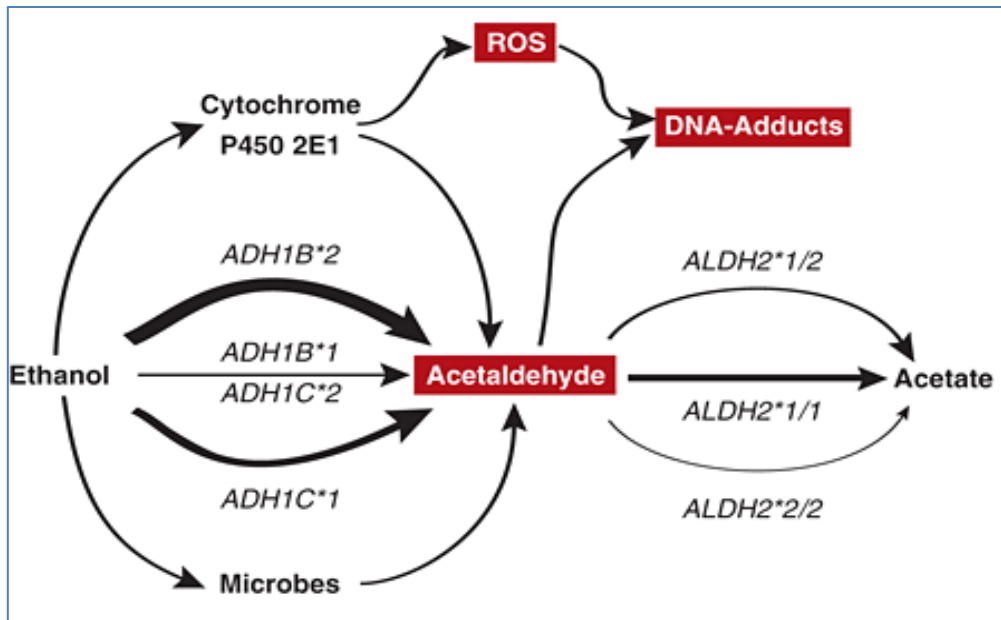 ROS
Cytochrome
P450 2E1
DNA-Adducts
ADH1B*2
ALDH2*1/2
ADH1B*1
Ethanol
Acetaldehyde
Acetate
ADH1C*2
ALDH2*1/1
ADH1C*1
ALDH2*2/2
Microbes